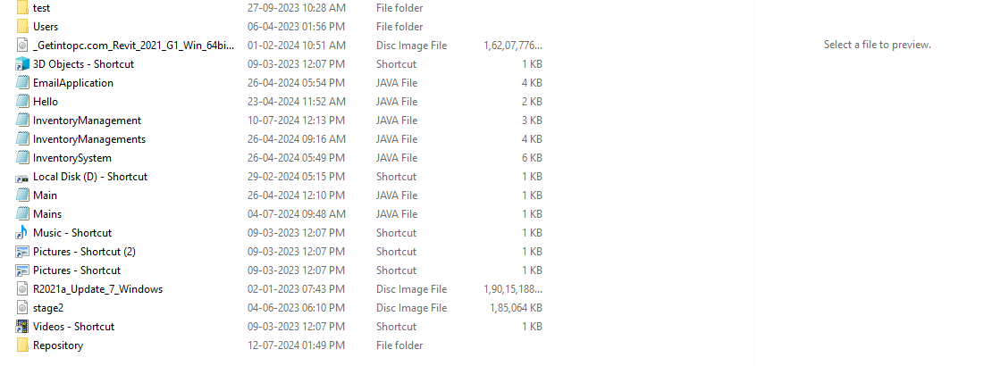 test 27-09-2023 10:28 AM File folder
Users 06-04-2023 01:56 PM File folder
_Getintopc.com_Revit_2021_G1_Win_64bi... 01-02-2024 10:51 AM Disc Image File 1,62,07,776... Select a file to preview.
3D Objects - Shortcut 09-03-2023 12:07 PM Shortcut 1 KB
EmailApplication 26-04-2024 05:54 PM JAVA File 4 KB
Hello 23-04-2024 11:52 AM JAVA File 2 KB
InventoryManagement 10-07-2024 12:13 PM JAVA File 3 KB
InventoryManagements 26-04-2024 09:16 AM JAVA File 4 KB
InventorySystem 26-04-2024 05:49 PM JAVA File 6 KB
Local Disk (D) - Shortcut 29-02-2024 05:15 PM Shortcut 1 KB
Main 26-04-2024 12:10 PM JAVA File 1 KB
Mains 04-07-2024 09:48 AM JAVA File 1 KB
Music - Shortcut 09-03-2023 12:07 PM Shortcut 1 KB
Pictures - Shortcut (2) 09-03-2023 12:07 PM Shortcut 1 KB
Pictures - Shortcut 09-03-2023 12:07 PM Shortcut 1 KB
R2021a_Update_7_Windows 02-01-2023 07:43 PM Disc Image File 1,90,15,188...
stage2 04-06-2023 06:10 PM Disc Image File 1,85,064 KB
Videos - Shortcut 09-03-2023 12:07 PM Shortcut 1 KB
Repository 12-07-2024 01:49 PM File folder